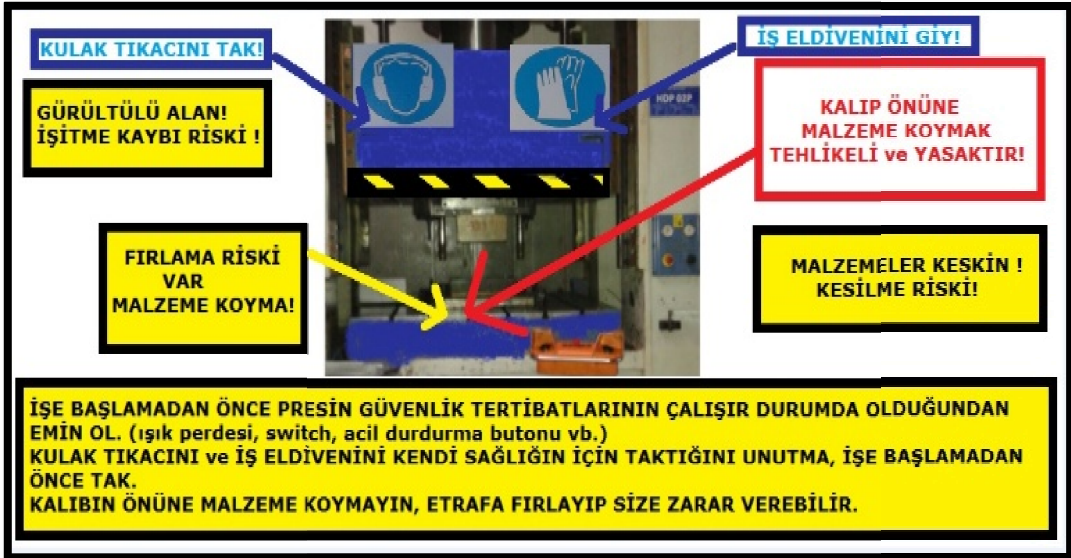 KULAK TIKACINI TAK!
İŞ ELDİVENİNİ GİY!
GÜRÜLTÜLÜ ALAN!
İŞİTME KAYBI RİSKİ !
HDP 02P
KALIP ÖNÜNE
MALZEME KOYMAK
TEHLİKELİ ve YASAKTIR!
FIRLAMA RİSKİ
VAR
MALZEME KOYMA!
MALZEMELER KESKİN !
KESİLME RİSKİ!
İŞE BAŞLAMADAN ÖNCE PRESİN GÜVENLİK TERTİBATLARININ ÇALIŞIR DURUMDA OLDUĞUNDAN
EMİN OL. (ışık perdesi, switch, acil durdurma butonu vb.)
KULAK TIKACINI ve İŞ ELDİVENİNİ KENDİ SAĞLIĞIN İÇİN TAKTIĞINI UNUTMA, İŞE BAŞLAMADAN
ÖNCE TAK.
KALIBIN ÖNÜNE MALZEME KOYMAYIN, ETRAFA FIRLAYIP SİZE ZARAR VEREBİLİR.